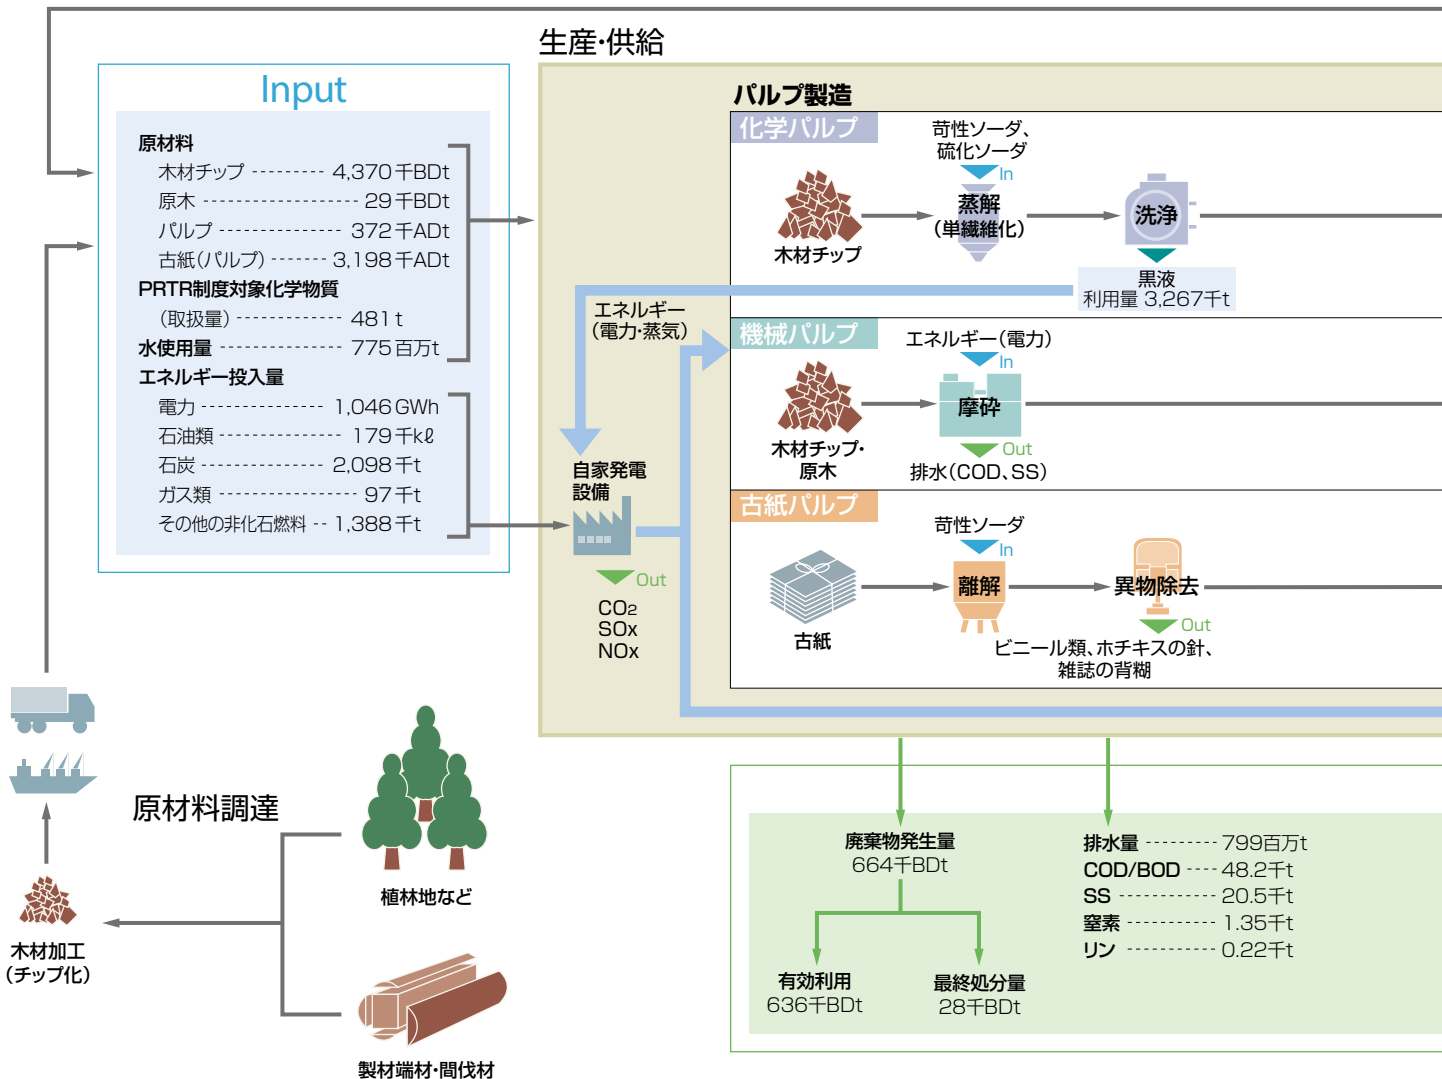 生産・供給
Input
原材料
木材チップ -------- 4,370千BDt
原木 ---------------- 29千BDt
パルプ ------------ 372千ADt
古紙(パルプ) ------ 3,198千ADt
PRTR制度対象化学物質
(取扱量) ------------ 481t
水使用量 -------------- 775百万t
エネルギー投入量
電力 -------------- 1,046GWh
石油類 -------------- 179千kℓ
石炭 -------------- 2,098千t
ガス類 ---------------- 97千t
その他の非化石燃料 -- 1,388千t
パルプ製造
化学パルプ
苛性ソーダ、
硫化ソーダ
In
木材チップ
蒸解
(単繊維化)
洗浄
黒液
利用量 3,267千t
エネルギー
(電力・蒸気)
機械パルプ
エネルギー(電力)
In
木材チップ・
原木
摩砕
Out
排水(COD、SS)
自家発電
設備
Out
CO2
SOx
NOx
古紙パルプ
苛性ソーダ
In
古紙
離解
異物除去
Out
ビニール類、ホチキスの針、
雑誌の背糊
原材料調達
植林地など
製材端材・間伐材
木材加工
(チップ化)
廃棄物発生量
664千BDt
有効利用
636千BDt
最終処分量
28千BDt
排水量 ---------- 799百万t
COD/BOD ---- 48.2千t
SS -------------- 20.5千t
窒素 ------------ 1.35千t
リン ------------ 0.22千t